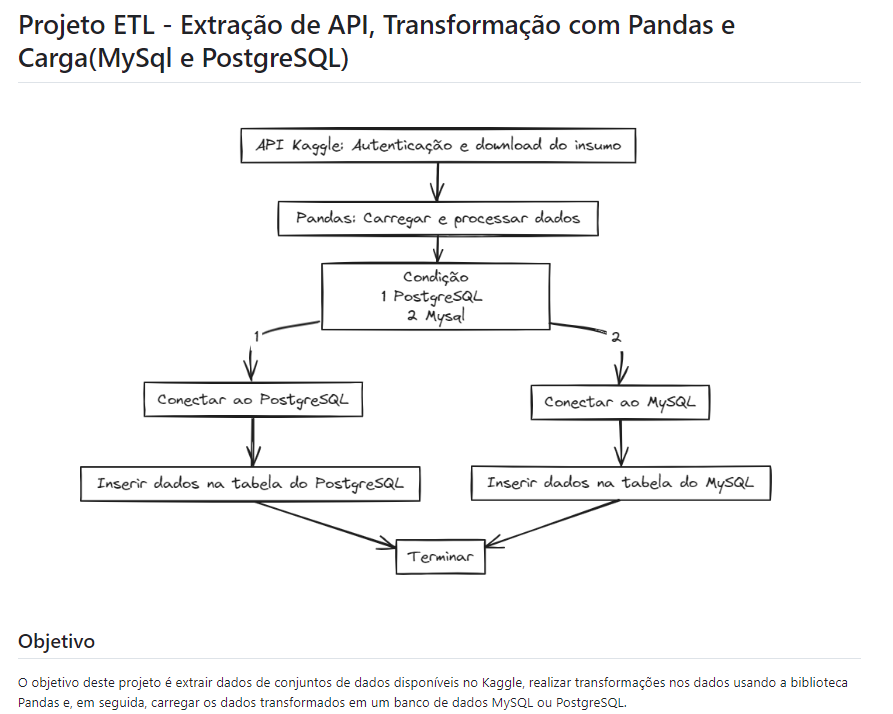 Projeto ETL - Extração de API, Transformação com Pandas e
Carga(MySql e PostgreSQL)
API Kaggle: Autenticação e download do insumo
Pandas: Carregar e processar dados
Condição
1 PostgreSQL
2 Mysql
1
2
Conectar ao PostgreSQL
Conectar ao MySQL
Inserir dados na tabela do PostgreSQL
Inserir dados na tabela do MySQL
Terminar
Objetivo
O objetivo deste projeto é extrair dados de conjuntos de dados disponíveis no Kaggle, realizar transformações nos dados usando a biblioteca
Pandas e, em seguida, carregar os dados transformados em um banco de dados MySQL ou PostgreSQL.